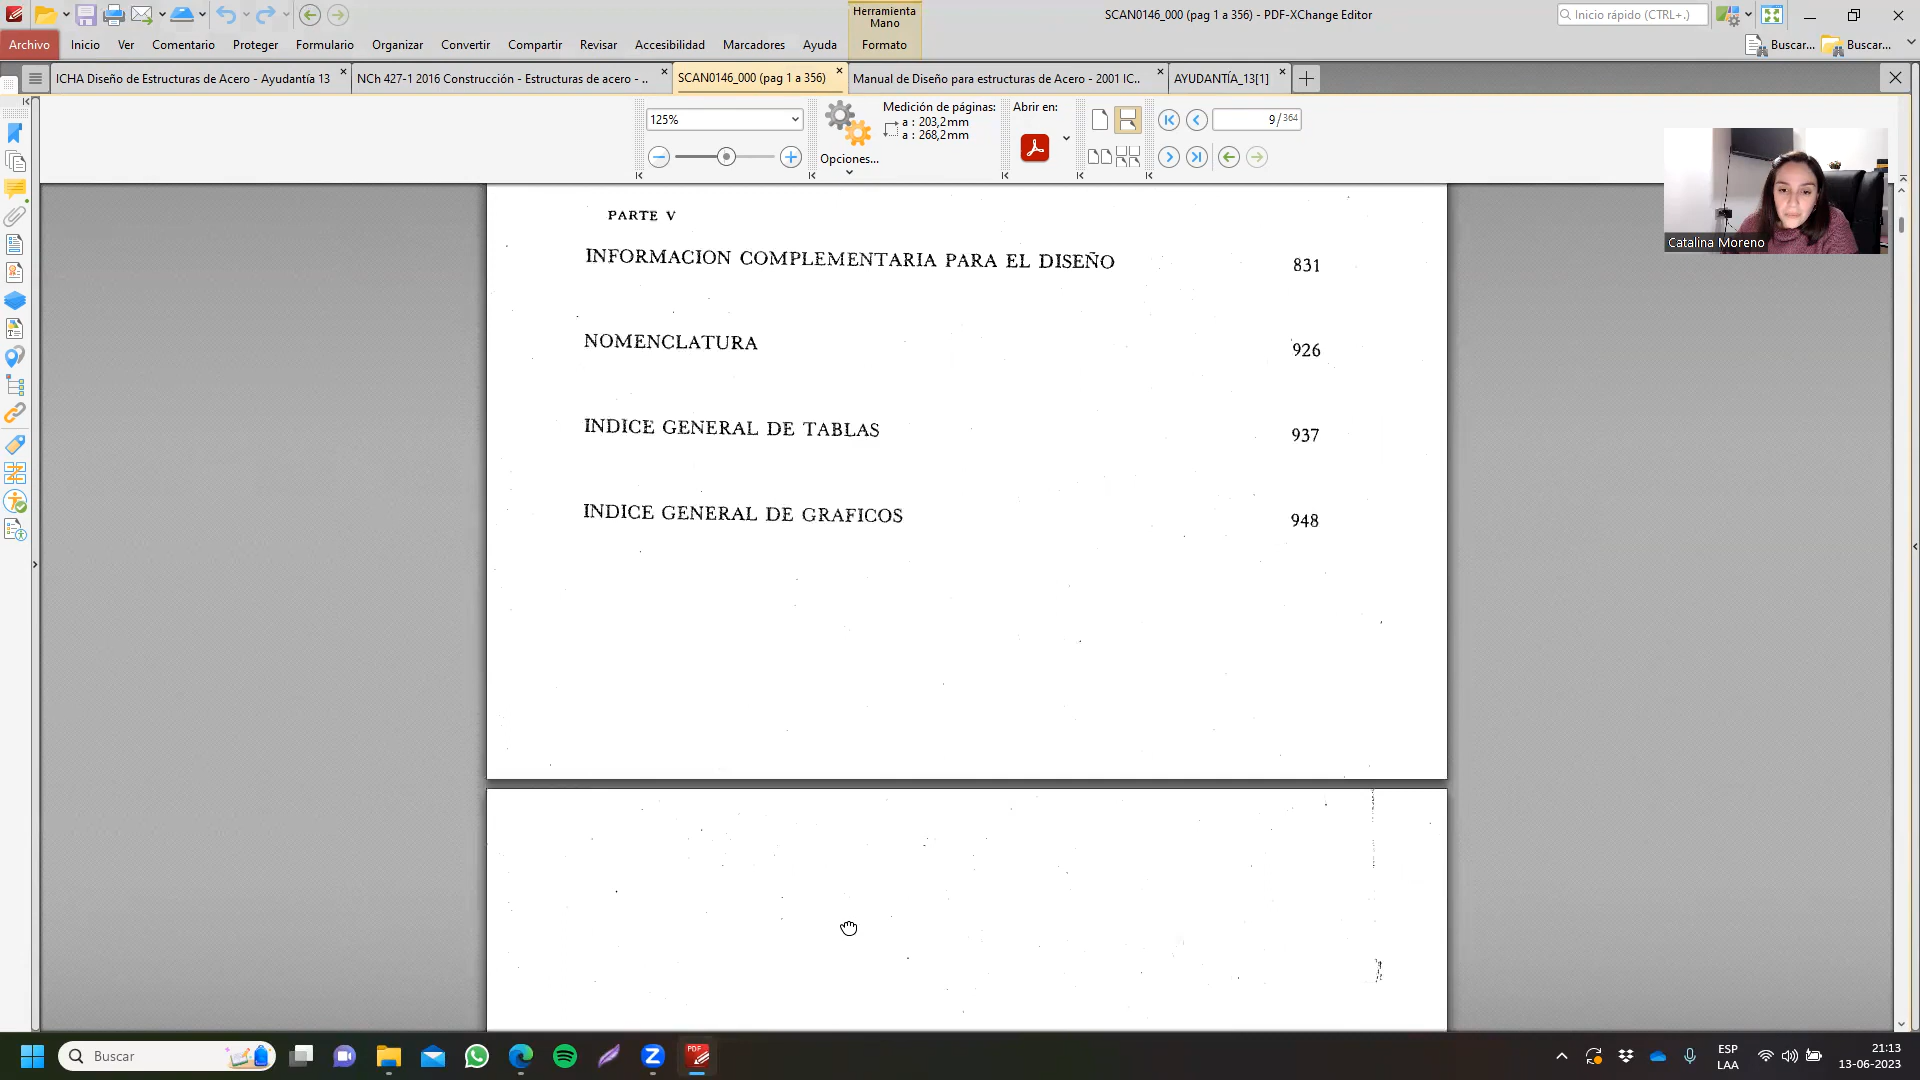 Herramienta
Mano
SCAN0146_000 (pag 1 a 356) - PDF-XChange Editor
Inicio rápido (CTRL+.)
Archivo Inicio Ver Comentario Proteger Formulario Organizar Convertir Compartir Revisar Accesibilidad Marcadores Ayuda Formato Buscar... Buscar...
ICHA Diseño de Estructuras de Acero - Ayudantía 13 NCh 427-1 2016 Construcción - Estructuras de acero - .. SCAN0146_000 (pag 1 a 356) Manual de Diseño para estructuras de Acero - 2001 IC.. AYUDANTÍA_13[1]
125%
Opciones...
Medición de páginas:
a : 203,2mm
a : 268,2mm
Abrir en:
9/364
Catalina Moreno
PARTE V
INFORMACION COMPLEMENTARIA PARA EL DISEÑO 831
NOMENCLATURA 926
INDICE GENERAL DE TABLAS 937
INDICE GENERAL DE GRAFICOS 948
Buscar
PDF
ESP
LAA
21:13
13-06-2023